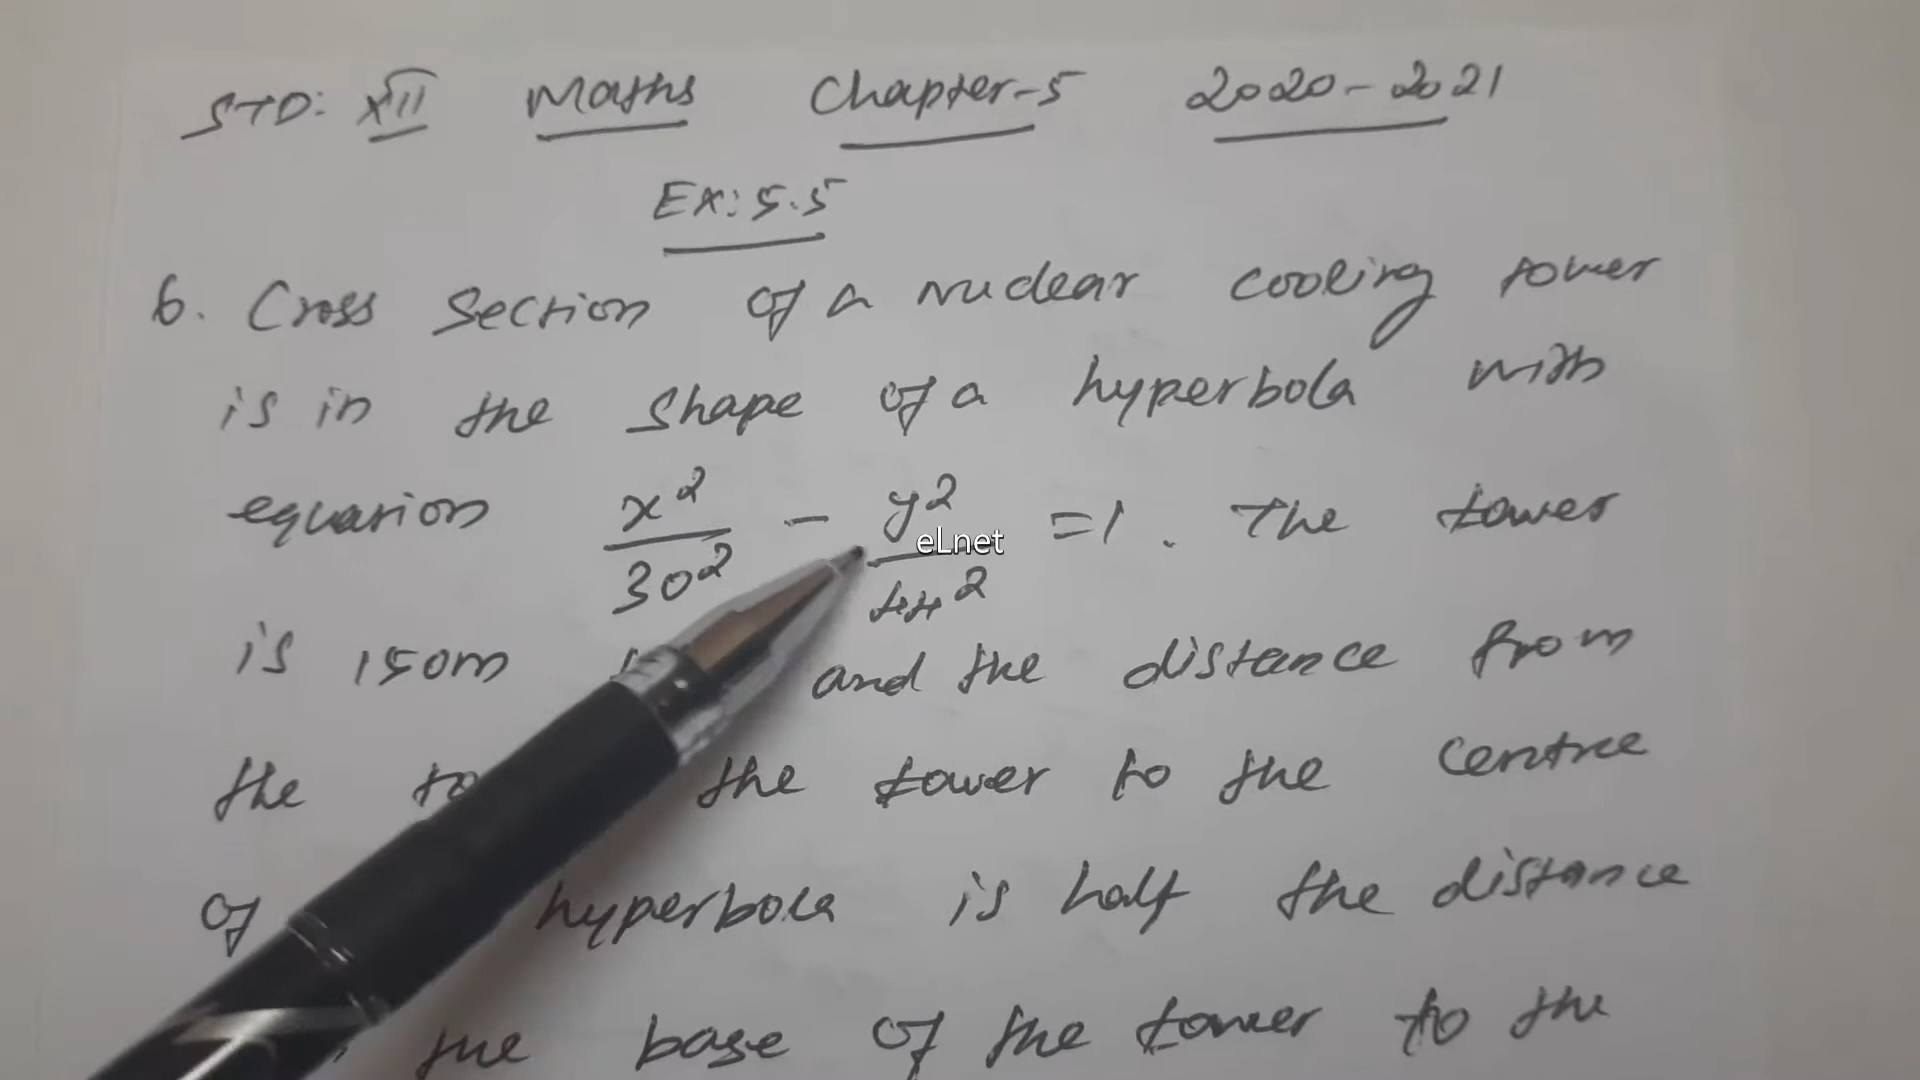 STD: XII Maths Chapter-5 2020-2021
Ex: 5.5
6. Cross Section of a nuclear cooling tower
is in the shape of a hyperbola with
equation x²/30² - y²/44² =1. The tower
eLnet
is 150m and the distance from
the the tower to the centre
of hyperbola is half the distance
the base of the tower to the